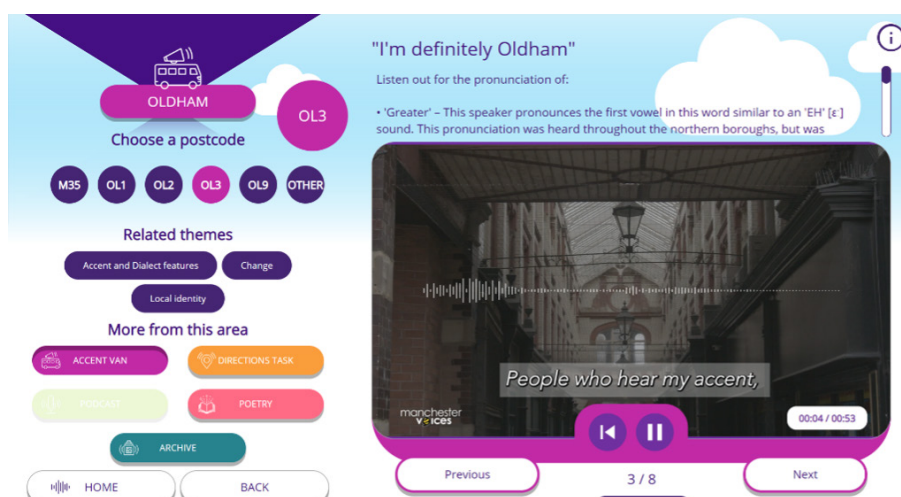 OLDHAM
OL3
Choose a postcode
M35
OL1
OL2
OL3
OL9
OTHER
Related themes
Accent and Dialect features
Change
Local identity
More from this area
ACCENT VAN
DIRECTIONS TASK
PODCAST
POETRY
ARCHIVE
HOME
BACK
"I'm definitely Oldham"
Listen out for the pronunciation of:
• 'Greater' – This speaker pronounces the first vowel in this word similar to an 'EH' [ɛˑ]
sound. This pronunciation was heard throughout the northern boroughs, but was
i
People who hear my accent,
manchester
voices
00:04 / 00:53
Previous
3 / 8
Next